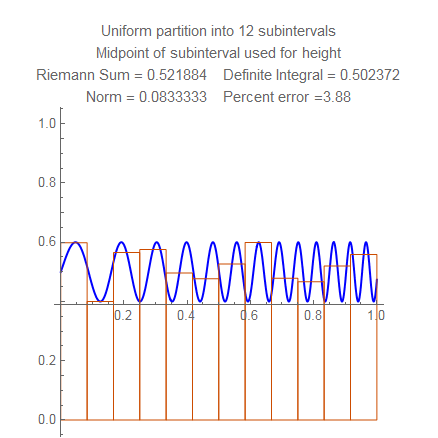 Uniform partition into 12 subintervals
Midpoint of subinterval used for height
Riemann Sum = 0.521884 Definite Integral = 0.502372
Norm = 0.0833333 Percent error =3.88
1.0
0.8
0.6
0.2 0.4 0.6 0.8 1.0
0.2
0.0